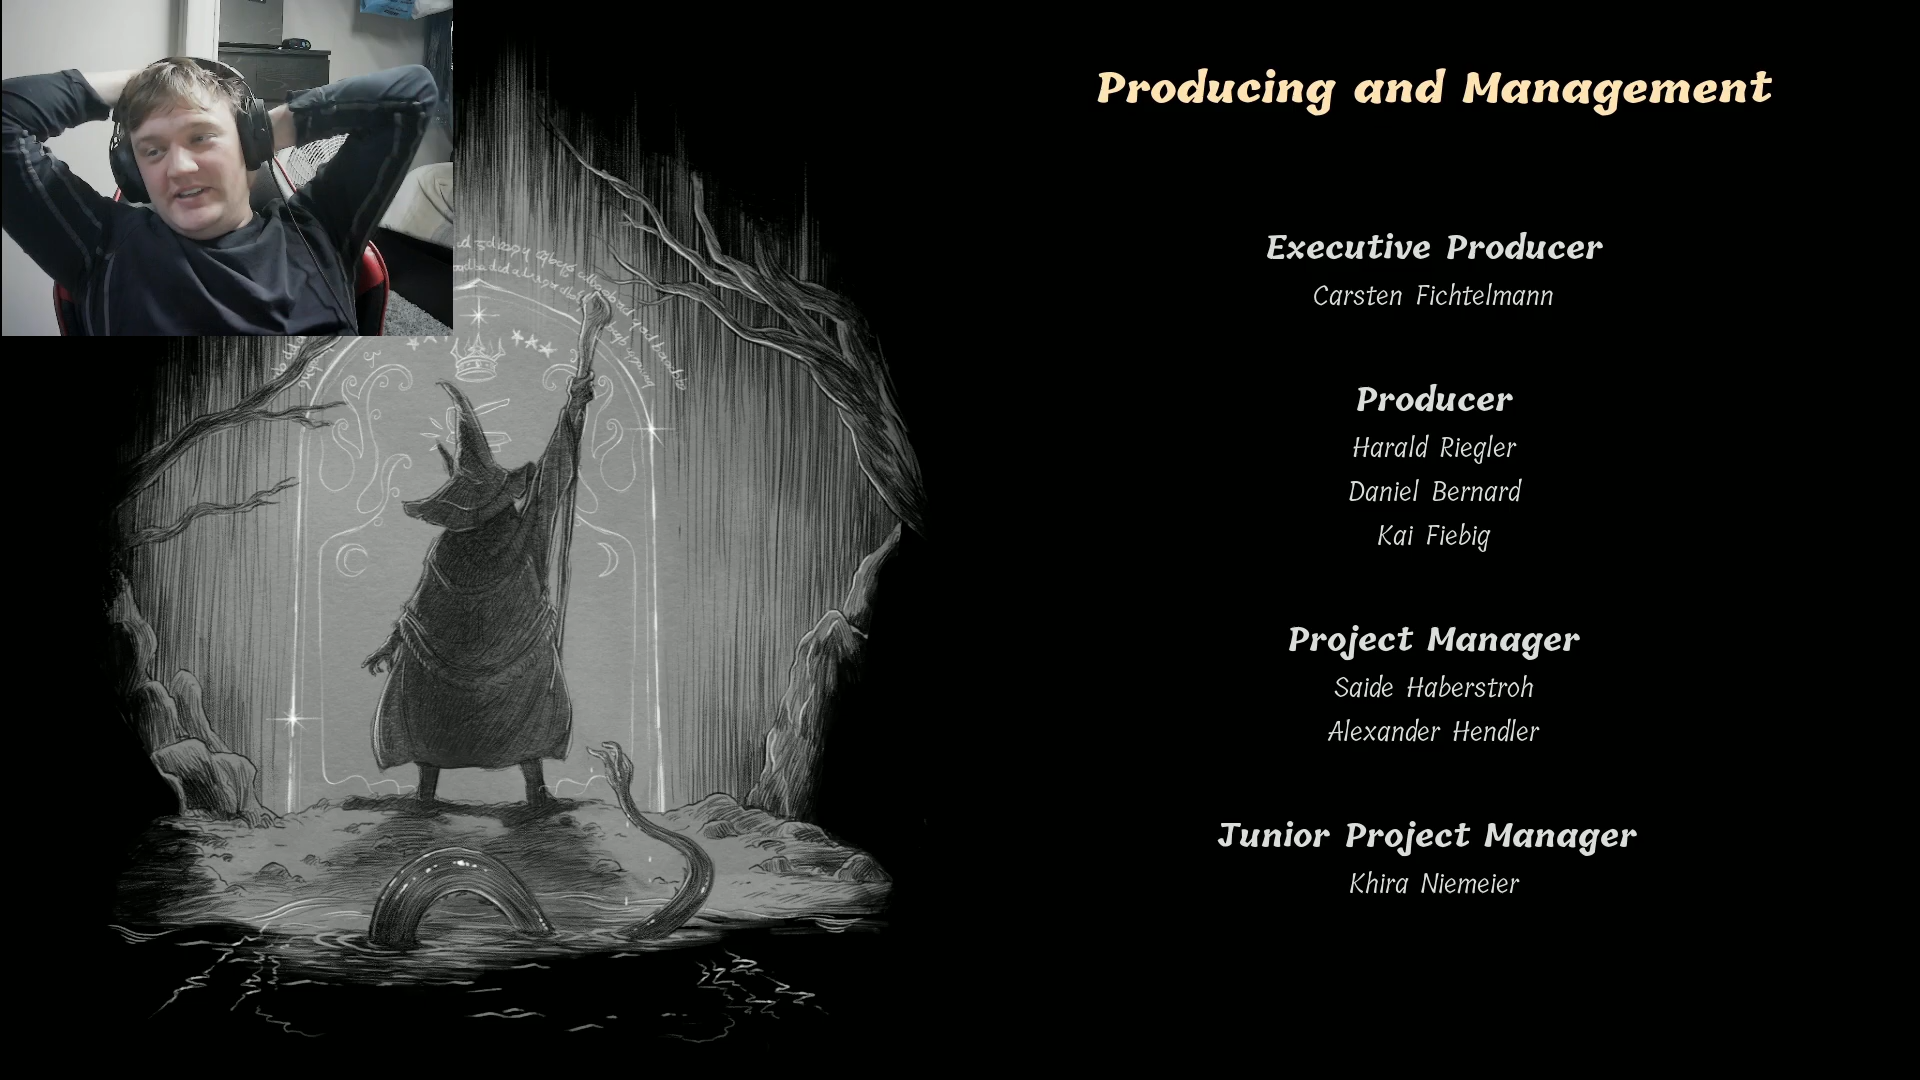 Producing and Management
Executive Producer
Carsten Fichtelmann
Producer
Harald Riegler
Daniel Bernard
Kai Fiebig
Project Manager
Saide Haberstroh
Alexander Hendler
Junior Project Manager
Khira Niemeier